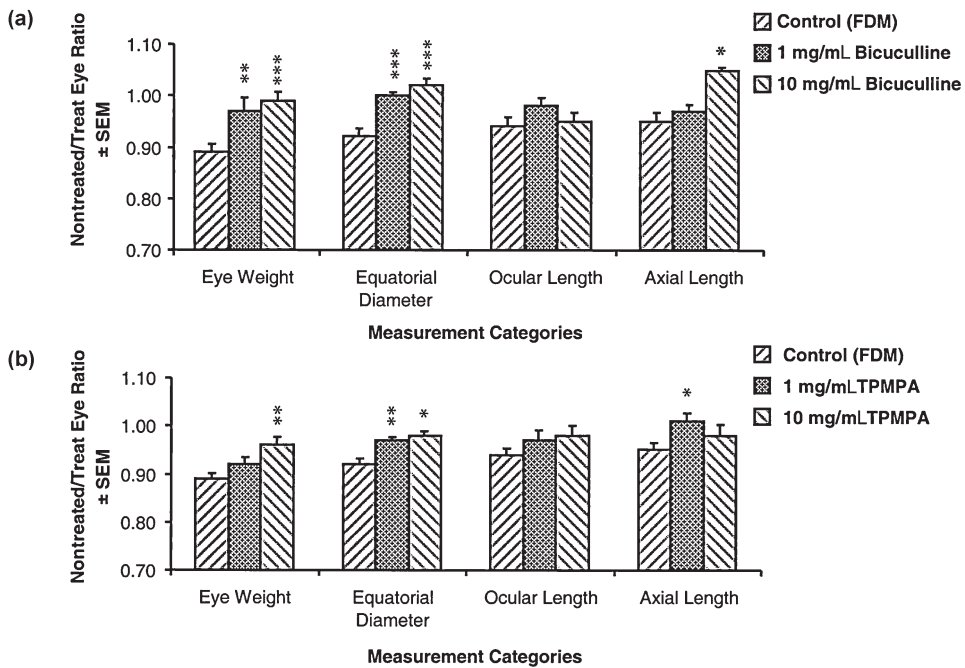 (a)
Control (FDM)
1 mg/mL Bicuculline
10 mg/mL Bicuculline
Nontreated/Treat Eye Ratio
± SEM
1.10
1.00
0.90
0.80
0.70
**
***
***
***
*
Eye Weight
Equatorial
Diameter
Ocular Length
Axial Length
Measurement Categories
(b)
Control (FDM)
1 mg/mLTPMPA
10 mg/mLTPMPA
Nontreated/Treat Eye Ratio
± SEM
1.10
1.00
0.90
0.80
0.70
**
**
*
*
Eye Weight
Equatorial
Diameter
Ocular Length
Axial Length
Measurement Categories